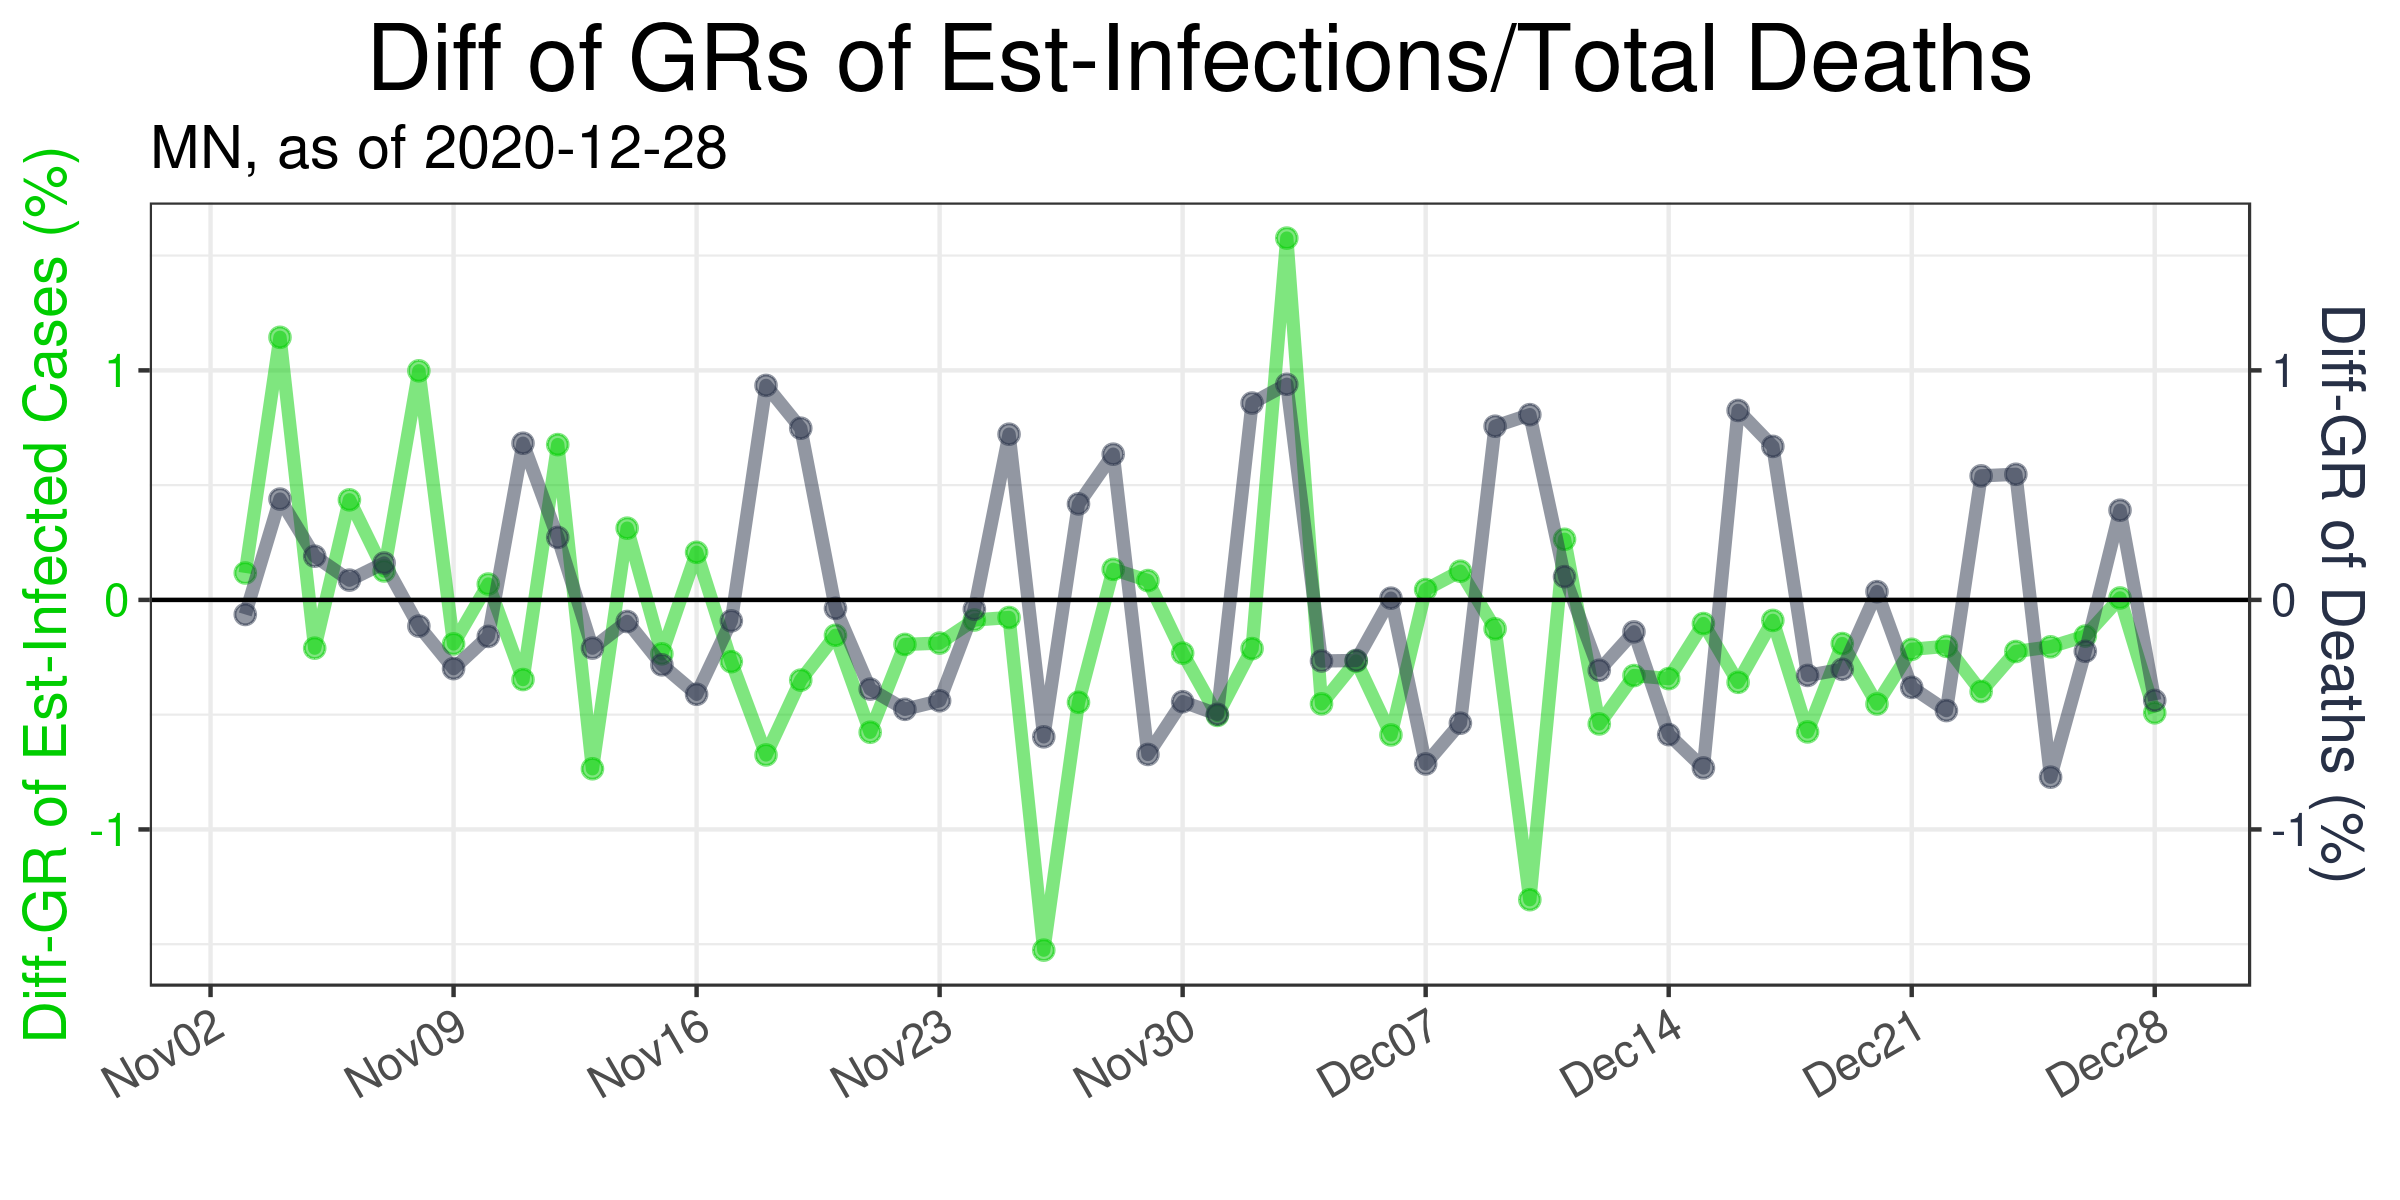 Diff of GRs of Est-Infections/Total Deaths
MN, as of 2020-12-28
Diff-GR of Est-Infected Cases (%)
1
0
-1
1
0
-1
Diff-GR of Deaths (%)
Nov02
Nov09
Nov16
Nov23
Nov30
Dec07
Dec14
Dec21
Dec28